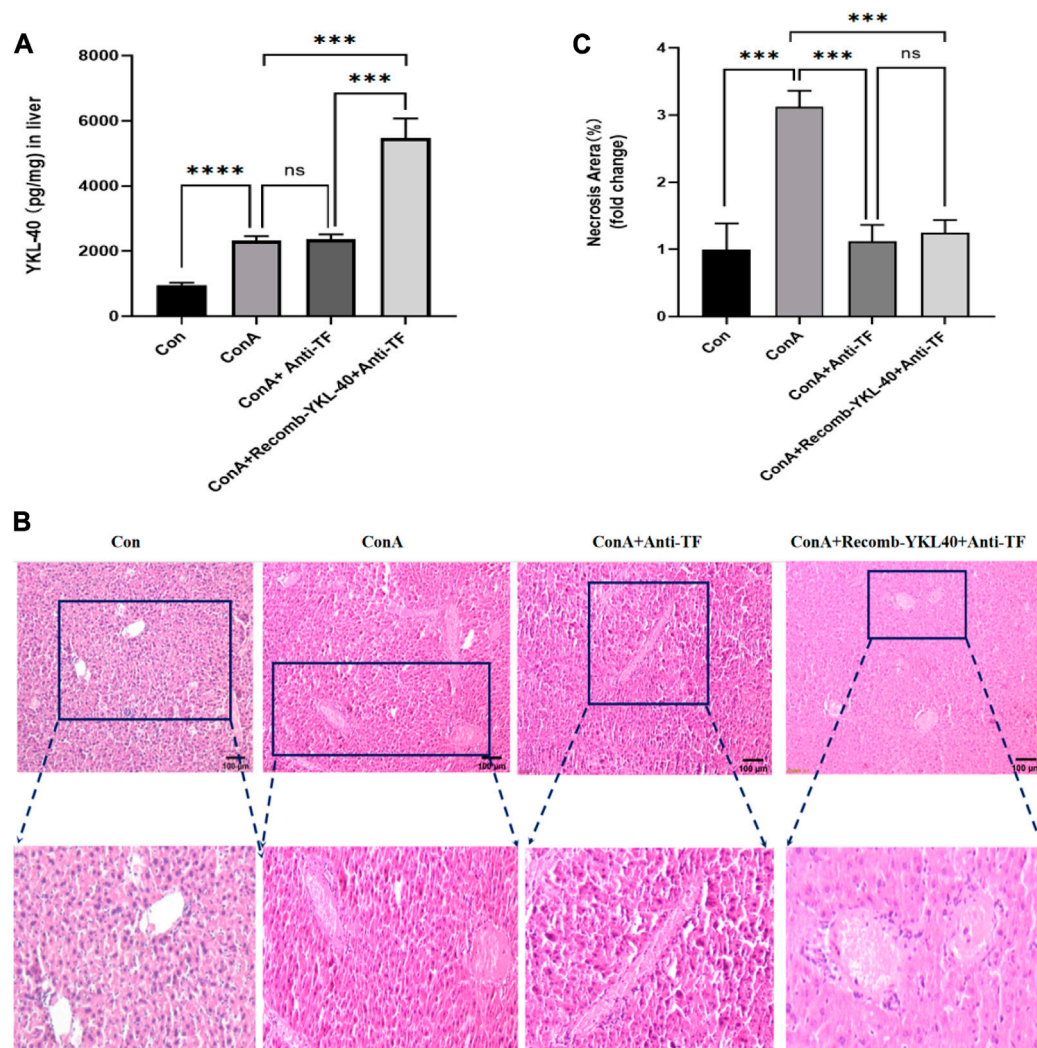 A
YKL-40 (pg/mg) in liver
8000
6000
4000
2000
0
****
ns
***
***
Con
ConA
ConA+ Anti-TF
ConA+Recomb-YKL-40+Anti-TF
C
Necrosis Arera(%)
(fold change)
4
3
2
1
0
***
***
***
ns
Con
ConA
ConA+Anti-TF
ConA+Recomb-YKL-40+Anti-TF
B
Con
ConA
ConA+Anti-TF
ConA+Recomb-YKL40+Anti-TF
100 μm
100 μm
100 μm
100 μm